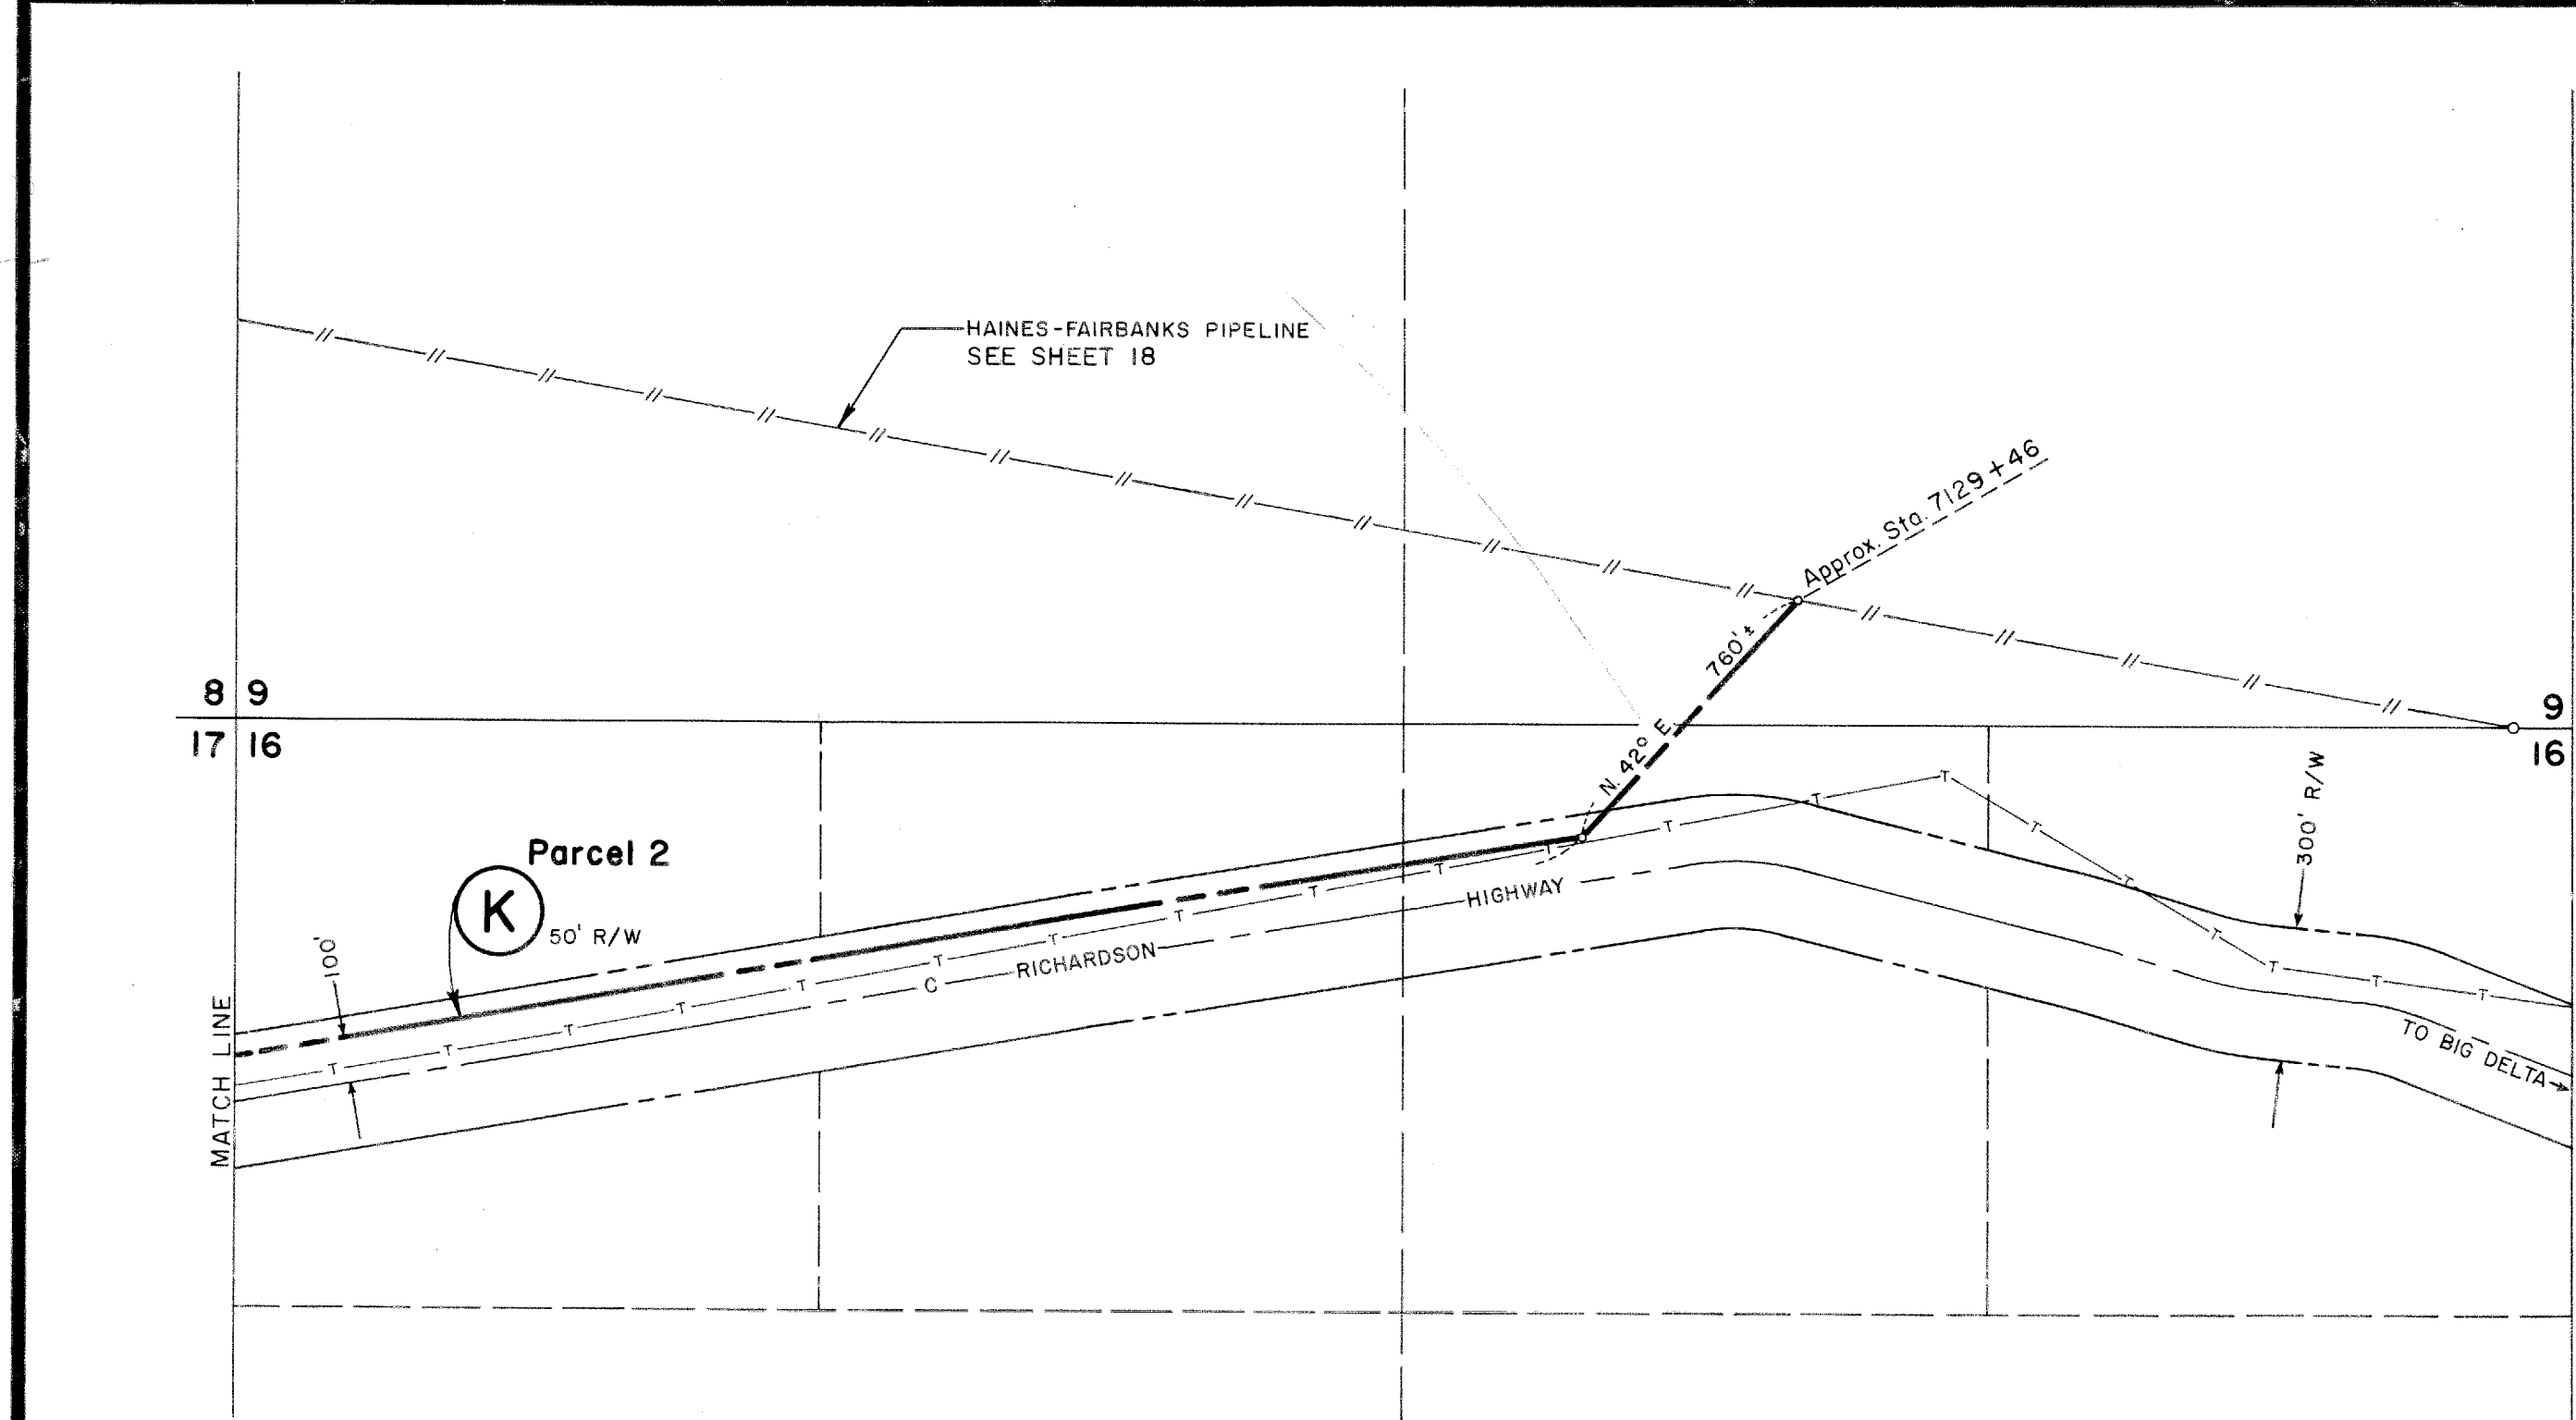 HAINES-FAIRBANKS PIPELINE
SEE SHEET 18
Approx. Sta. 7129+46
760'±
N. 42° E.
8 9
17 16
9
16
Parcel 2
K
50' R/W
100'
MATCH LINE
T T T T T T T T T T T T T T T T T T T T T
C RICHARDSON HIGHWAY
300' R/W
TO BIG DELTA